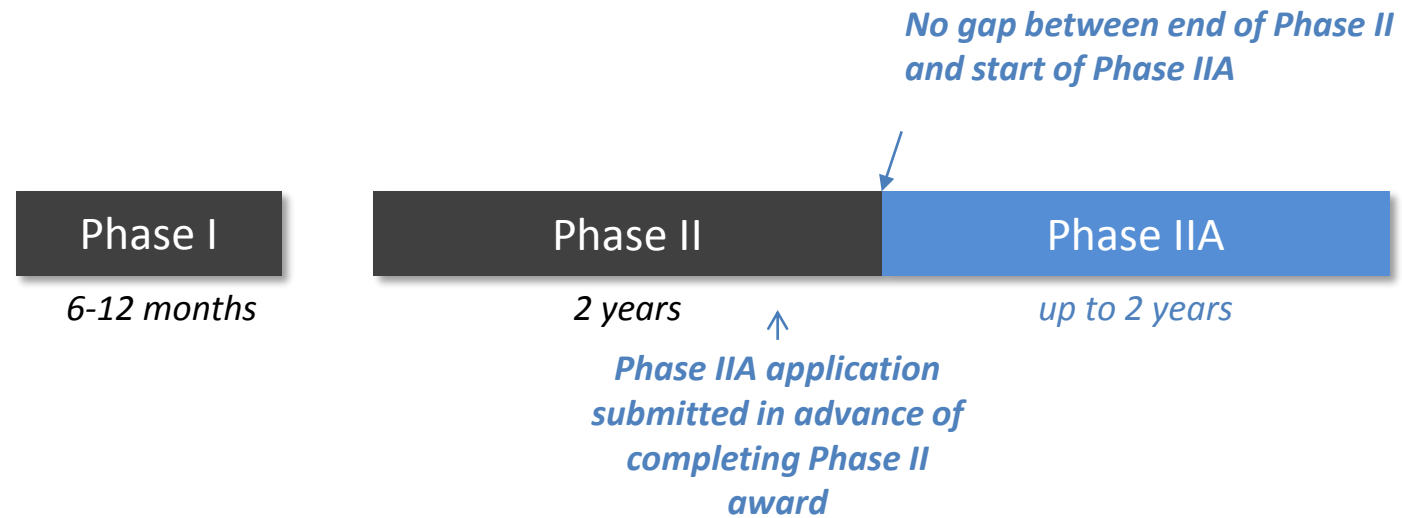 No gap between end of Phase II
and start of Phase IIA
Phase I
Phase II
Phase IIA
6-12 months
2 years
up to 2 years
Phase IIA application
submitted in advance of
completing Phase II
award